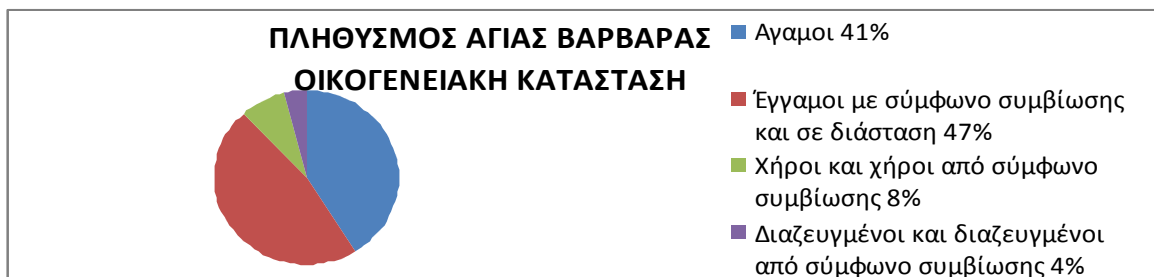 ΠΛΗΘΥΣΜΟΣ ΑΓΙΑΣ ΒΑΡΒΑΡΑΣ
ΟΙΚΟΓΕΝΕΙΑΚΗ ΚΑΤΑΣΤΑΣΗ
Αγαμοι 41%
Έγγαμοι με σύμφωνο συμβίωσης
και σε διάσταση 47%
Χήροι και χήροι από σύμφωνο
συμβίωσης 8%
Διαζευγμένοι και διαζευγμένοι
από σύμφωνο συμβίωσης 4%